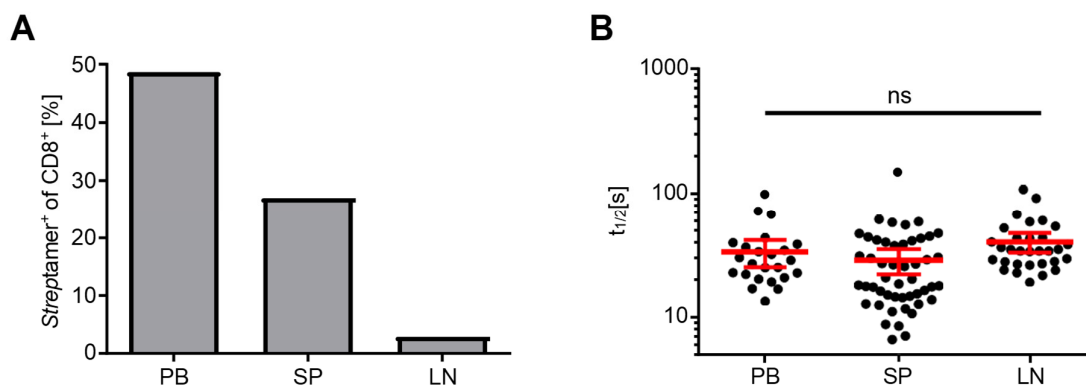 A
Streptamer⁺ of CD8⁺ [%]
50
40
30
20
10
0
PB SP LN
B
t1/2[s]
1000
100
10
ns
PB SP LN